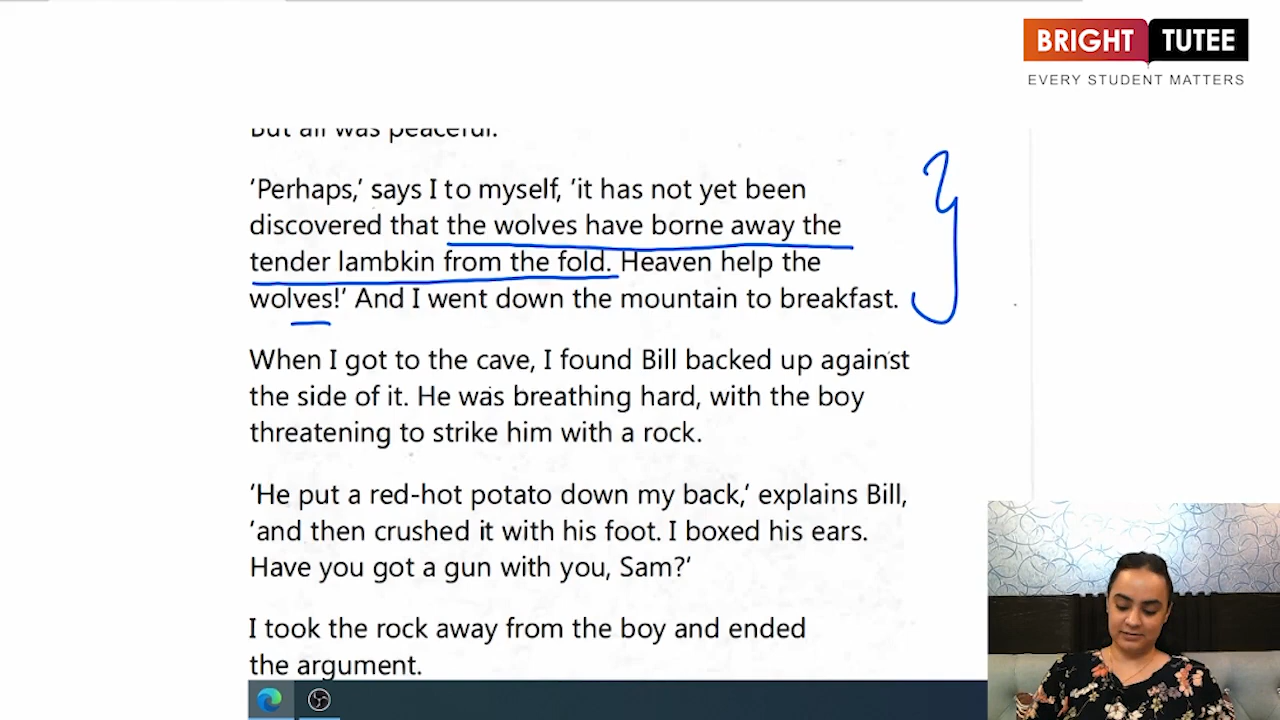 BRIGHT TUTEE
EVERY STUDENT MATTERS
But all was peaceful.
‘Perhaps,’ says I to myself, ’it has not yet been
discovered that the wolves have borne away the
tender lambkin from the fold. Heaven help the
wolves!’ And I went down the mountain to breakfast.
When I got to the cave, I found Bill backed up against
the side of it. He was breathing hard, with the boy
threatening to strike him with a rock.
‘He put a red-hot potato down my back,’ explains Bill,
‘and then crushed it with his foot. I boxed his ears.
Have you got a gun with you, Sam?’
I took the rock away from the boy and ended
the argument.